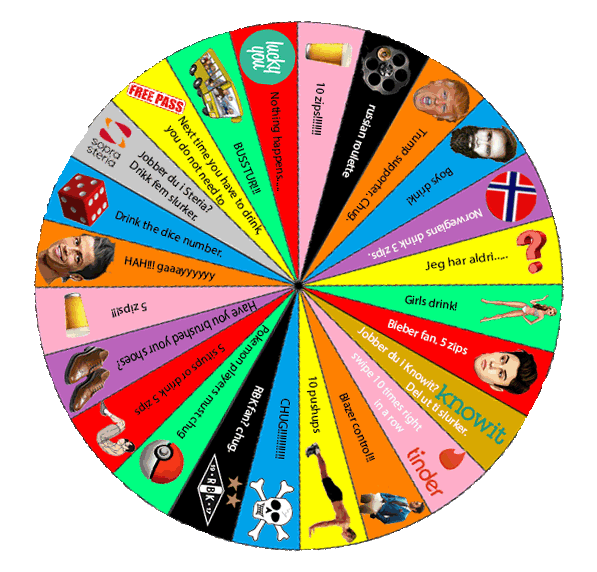 10 zips!!!!!!!
russian roulette
Trump supporter. Chug.
Boys drink!
Norwegians drink 3 zips.
Jeg har aldri.....
Girls drink!
Bieber fan, 5 zips
Jobber du i Knowit?
Del ut ti slurker.
knowit
swipe 10 times right
in a row
tinder
Blazer control!!
10 pushups
CHUG!!!!!!!!!!!!
RBK fan? chug.
19 RBK 17
Pokemon players must chug
5 situps or drink 5 zips
Have you brushed your shoes?
5 zips!!
HAH!!! gaaayyyyyy
Drink the dice number.
Jobber du i Steria?
Drikk fem slurker.
sopra
steria
Next time you have to drink,
you do not need to
FREE PASS
BUSSTUR!!!
Nothing happens....
lucky
you